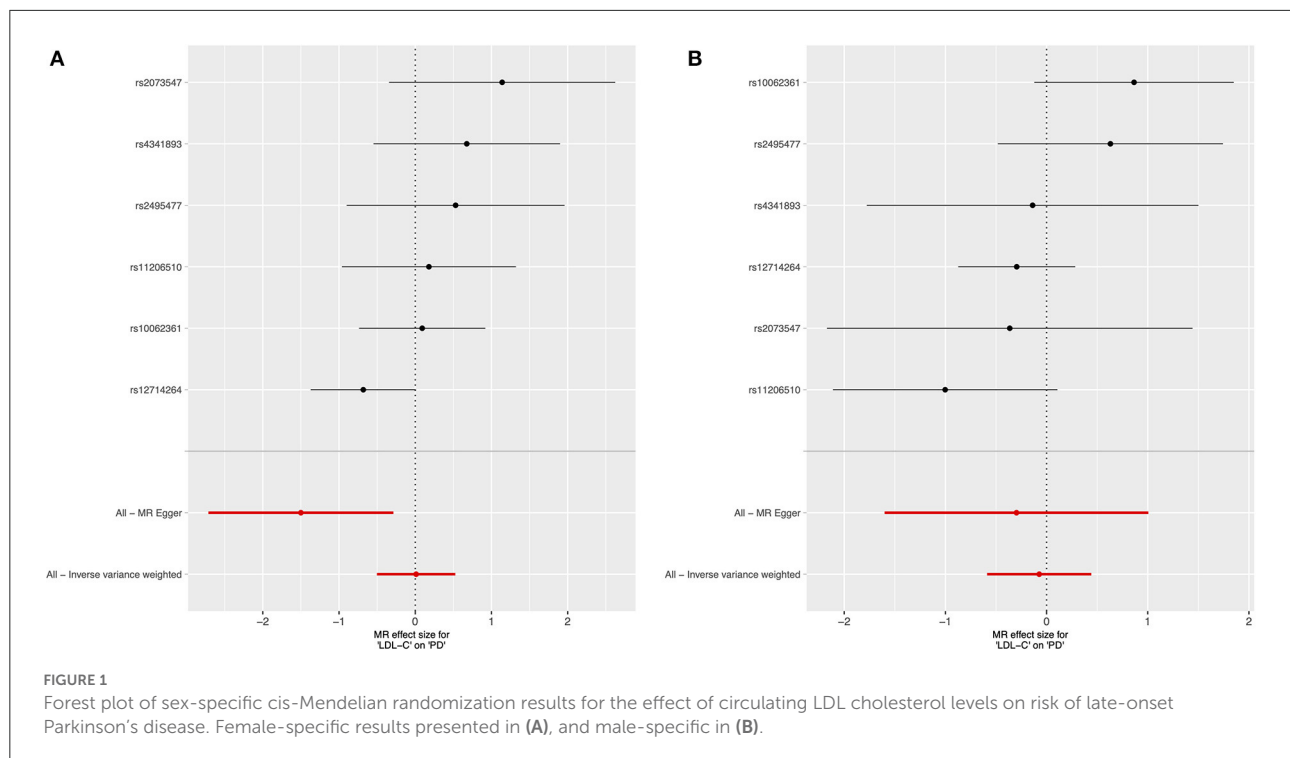 A
rs2073547
rs4341893
rs2495477
rs11206510
rs10062361
rs12714264
All – MR Egger
All – Inverse variance weighted
−2
−1
0
1
2
MR effect size for
'LDL−C' on 'PD'
B
rs10062361
rs2495477
rs4341893
rs12714264
rs2073547
rs11206510
All – MR Egger
All – Inverse variance weighted
−2
−1
0
1
2
MR effect size for
'LDL−C' on 'PD'
FIGURE 1
Forest plot of sex-specific cis-Mendelian randomization results for the effect of circulating LDL cholesterol levels on risk of late-onset
Parkinson's disease. Female-specific results presented in (A), and male-specific in (B).